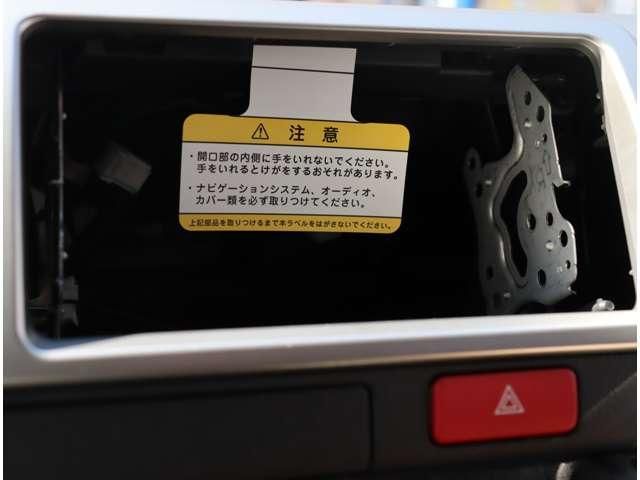 注意
・開口部の内側に手をいれないでください。
手をいれるとけがをするおそれがあります。
・ナビゲーションシステム、オーディオ、
カバー類を必ず取りつけてください。
上記部品を取りつけるまで本ラベルをはがさないでください。